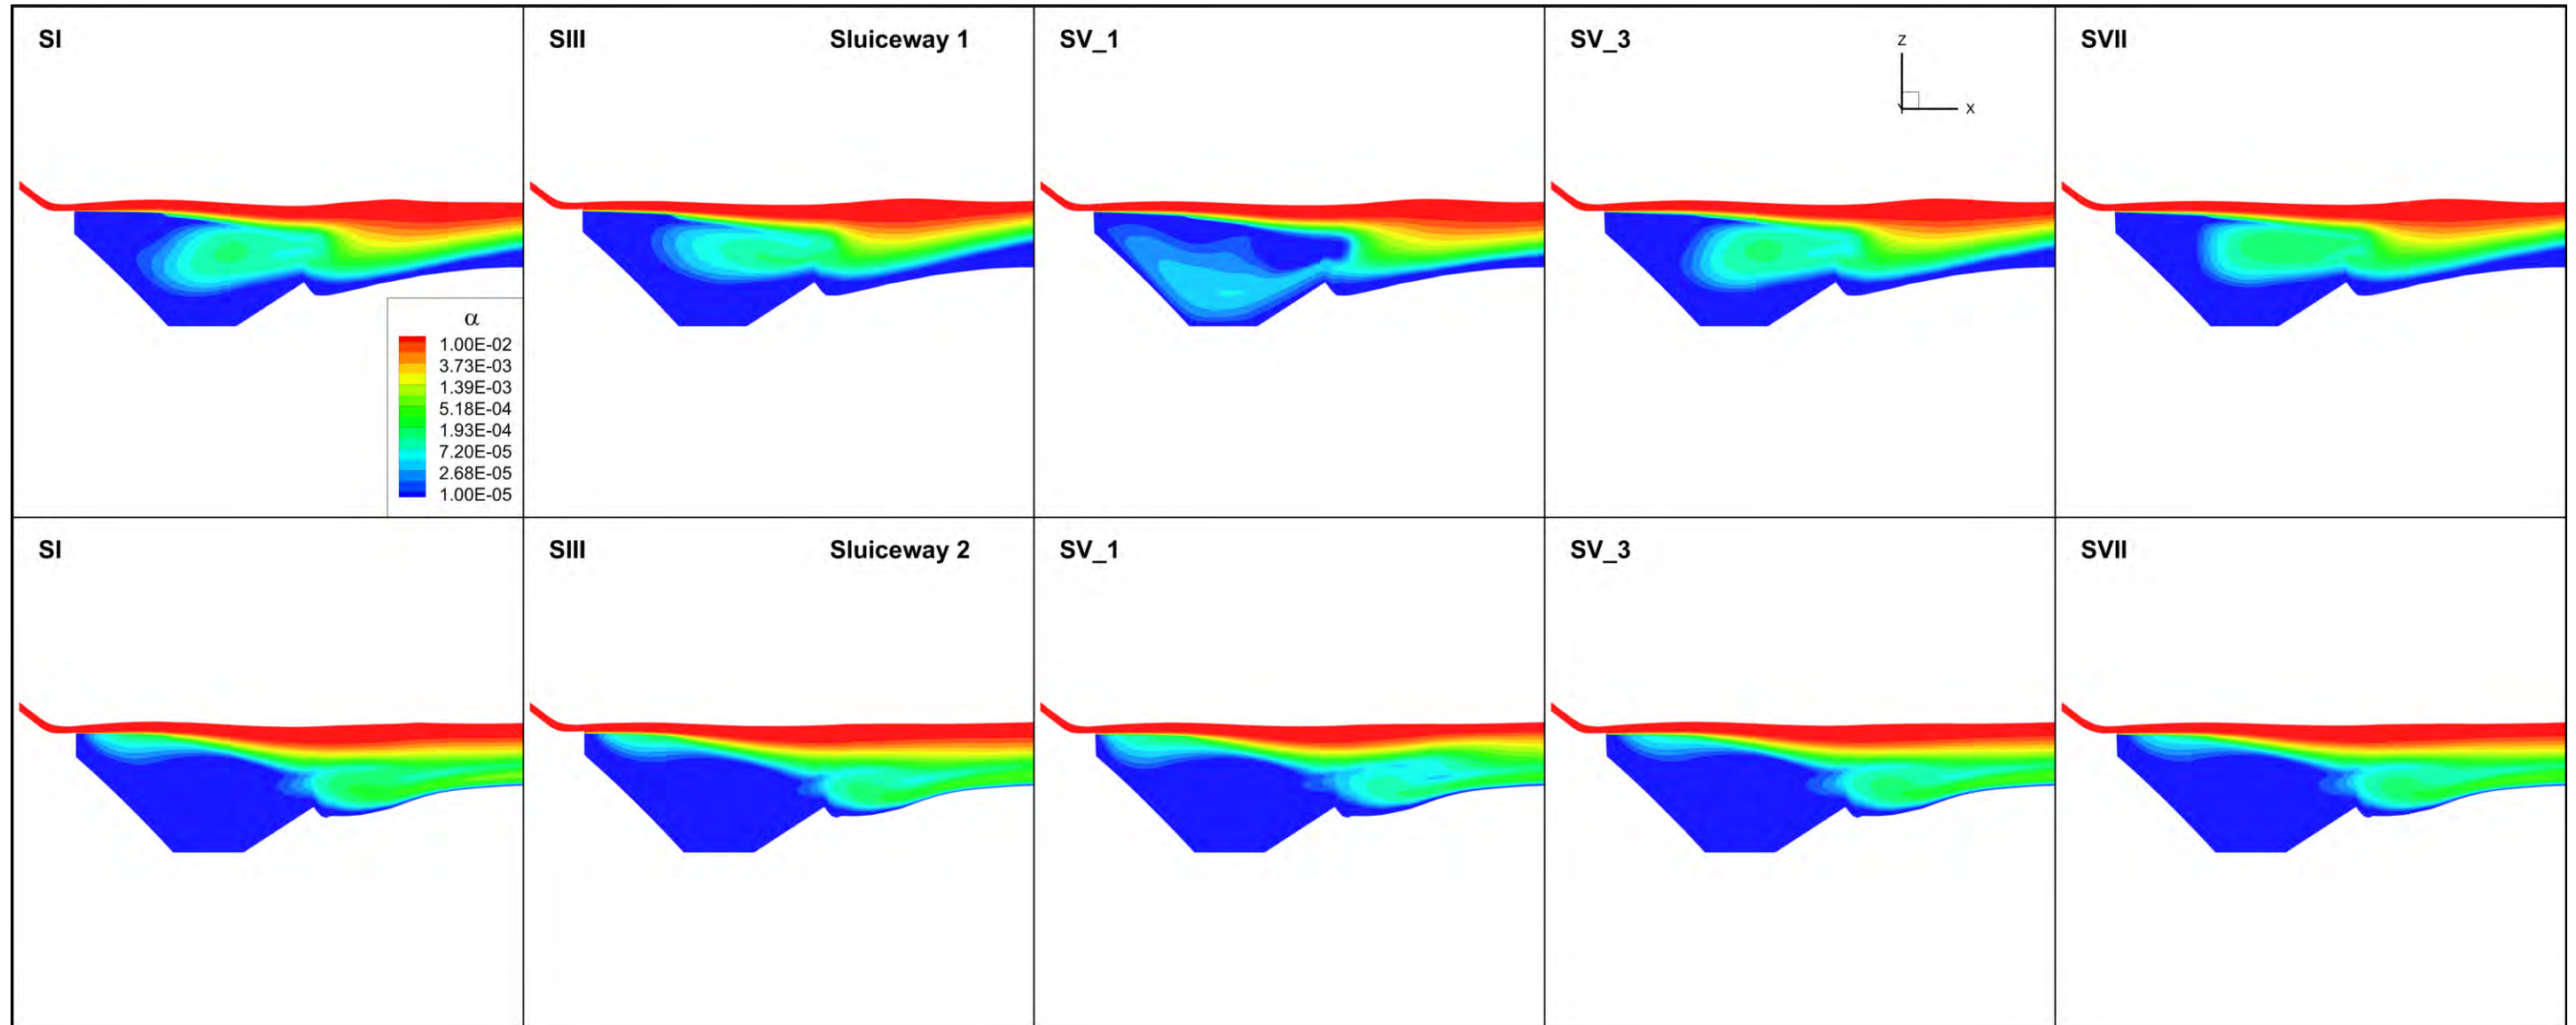 SI
SIII Sluiceway 1
SV_1
SV_3
SVII
Z
X
α
1.00E-02
3.73E-03
1.39E-03
5.18E-04
1.93E-04
7.20E-05
2.68E-05
1.00E-05
SI
SIII Sluiceway 2
SV_1
SV_3
SVII